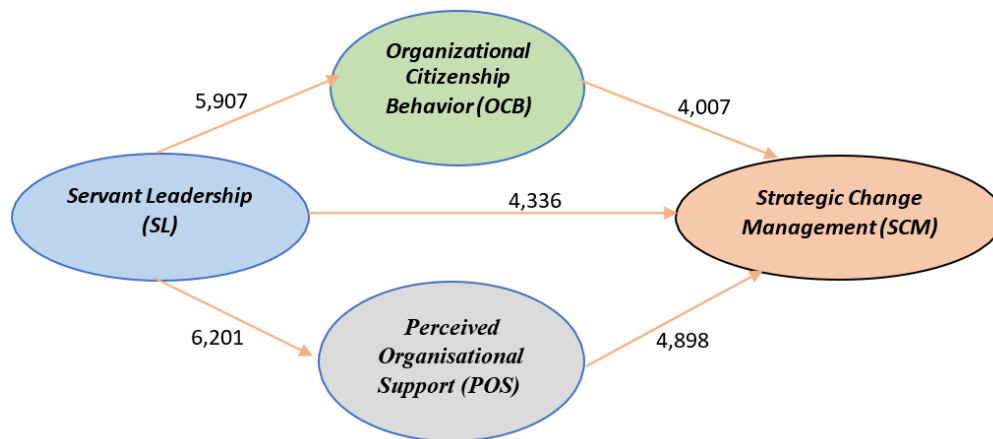 Organizational
Citizenship
Behavior (OCB)
5,907
4,007
Servant Leadership
(SL)
4,336
Strategic Change
Management (SCM)
6,201
Perceived
Organisational
Support (POS)
4,898